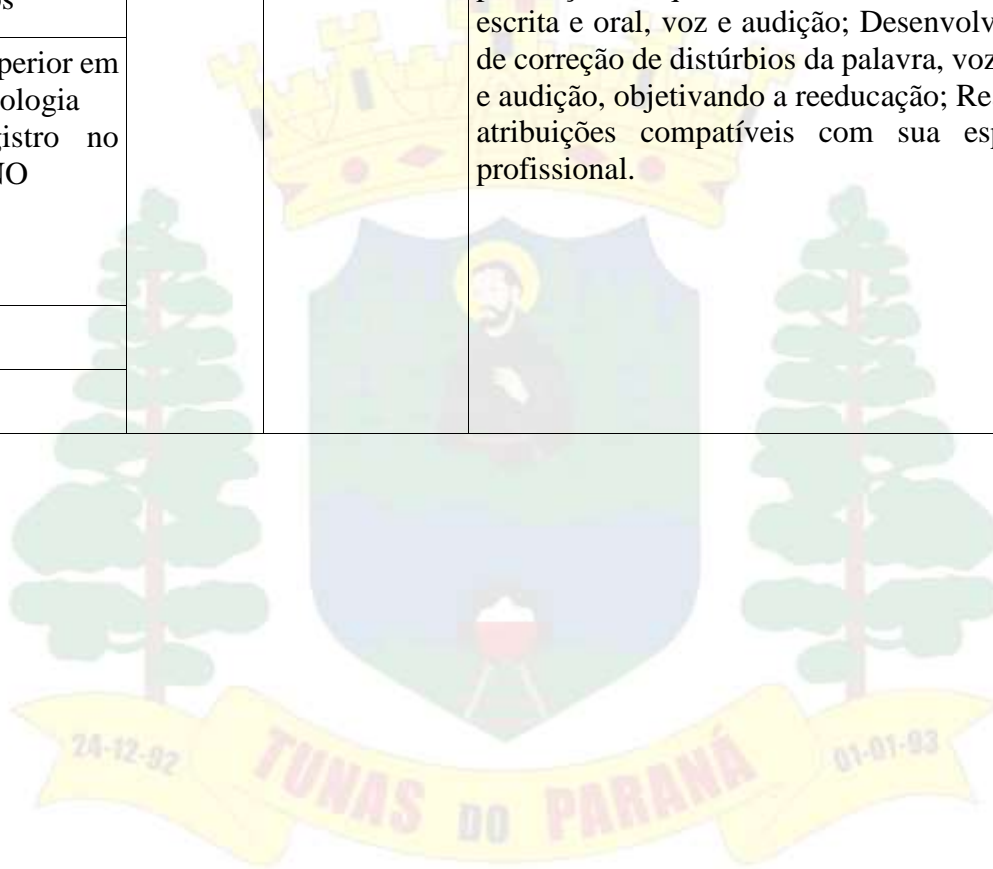 os
perior em
ologia
gistro no
NO
escrita e oral, voz e audição; Desenvolv
de correção de distúrbios da palavra, voz
e audição, objetivando a reeducação; Re
atribuições compatíveis com sua esp
profissional.
24-12-92
TUNAS DO PARANÁ
01-01-93